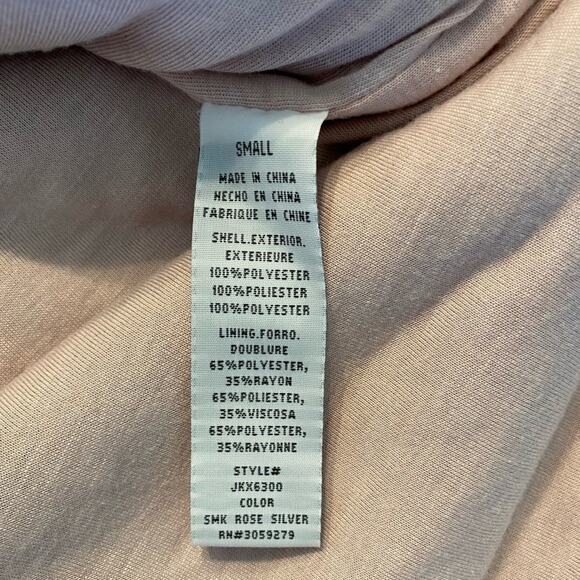 SMALL
MADE IN CHINA
HECHO EN CHINA
FABRIQUE EN CHINE
SHELL.EXTERIOR.
EXTERIEURE
100%POLYESTER
100%POLIESTER
100%POLYESTER
LINING.FORRO.
DOUBLURE
65%POLYESTER,
35%RAYON
65%POLIESTER,
35%VISCOSA
65%POLYESTER,
35%RAYONNE
STYLE#
JKX6300
COLOR
SMK ROSE SILVER
RN#3059279